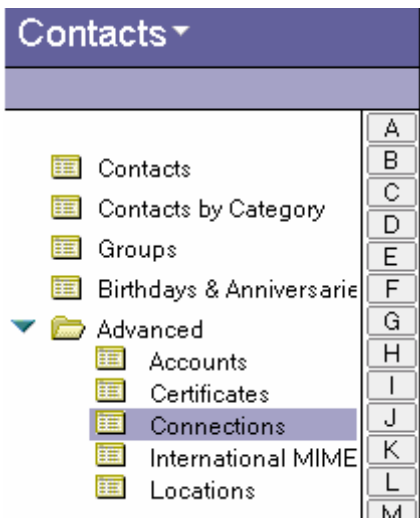 Contacts
Contacts
Contacts by Category
Groups
Birthdays & Anniversarie
Advanced
Accounts
Certificates
Connections
International MIME
Locations
A
B
C
D
E
F
G
H
I
J
K
L
M